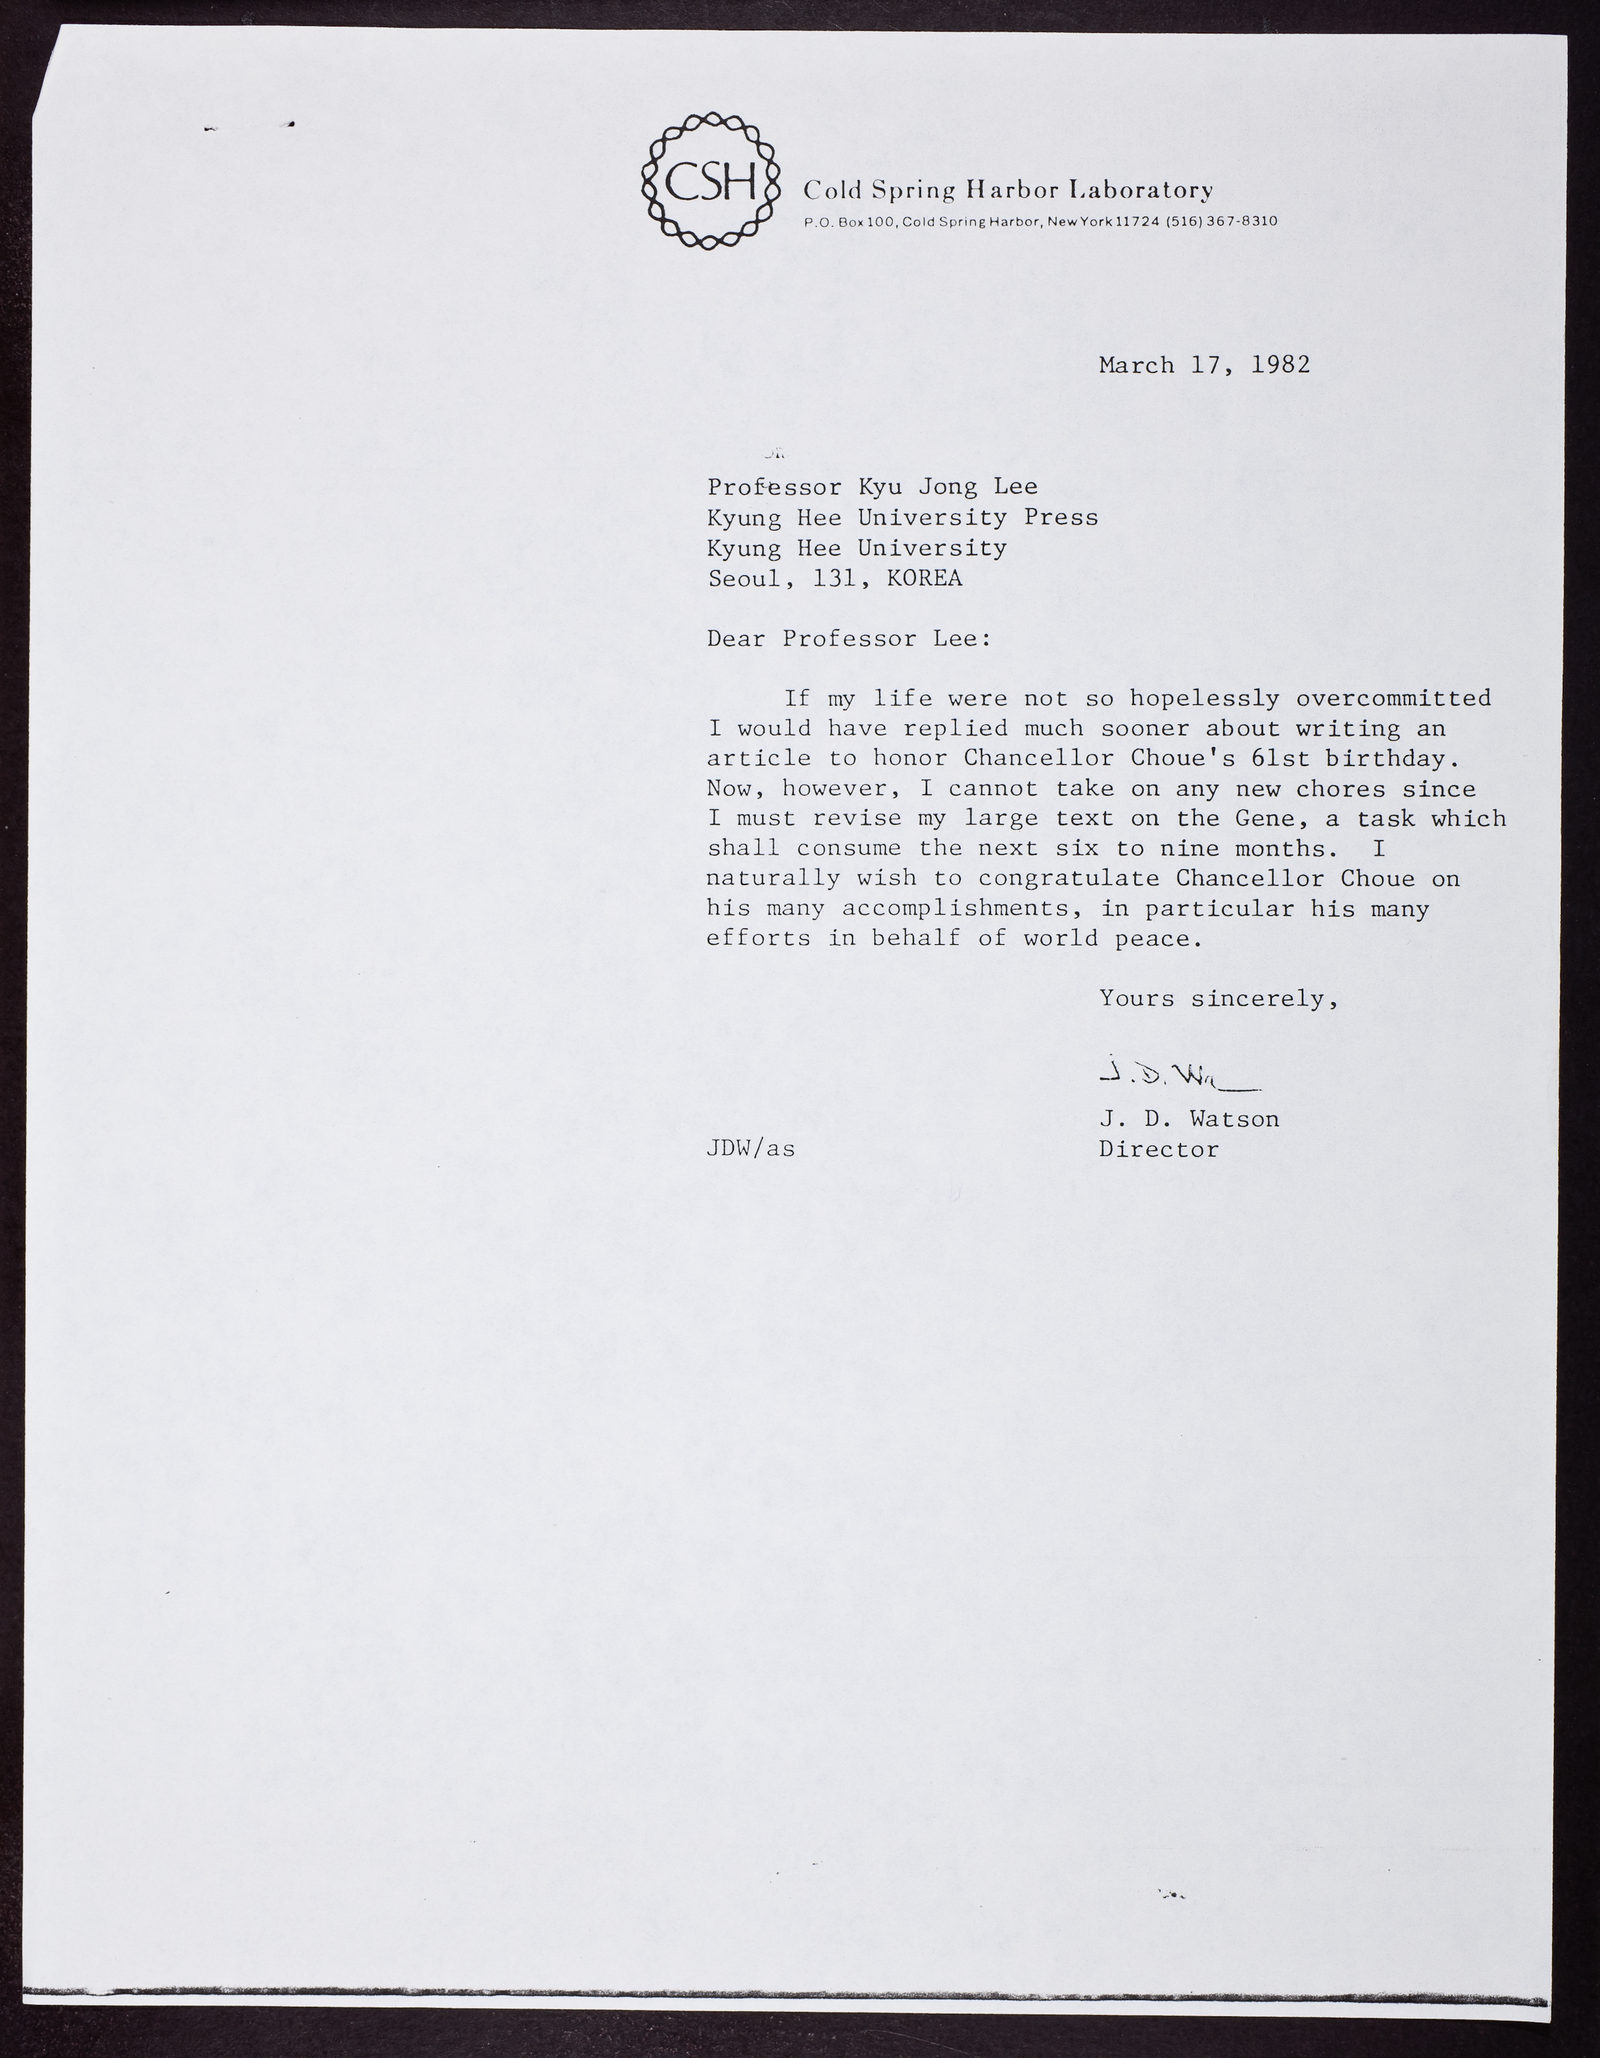 CSH
Cold Spring Harbor Laboratory
P.O. Box 100, Cold Spring Harbor, New York 11724 (516) 367-8310
March 17, 1982
Professor Kyu Jong Lee
Kyung Hee University Press
Kyung Hee University
Seoul, 131, KOREA
Dear Professor Lee:
If my life were not so hopelessly overcommitted
I would have replied much sooner about writing an
article to honor Chancellor Choue's 61st birthday.
Now, however, I cannot take on any new chores since
I must revise my large text on the Gene, a task which
shall consume the next six to nine months. I
naturally wish to congratulate Chancellor Choue on
his many accomplishments, in particular his many
efforts in behalf of world peace.
Yours sincerely,
J. D. Watson
JDW/as Director